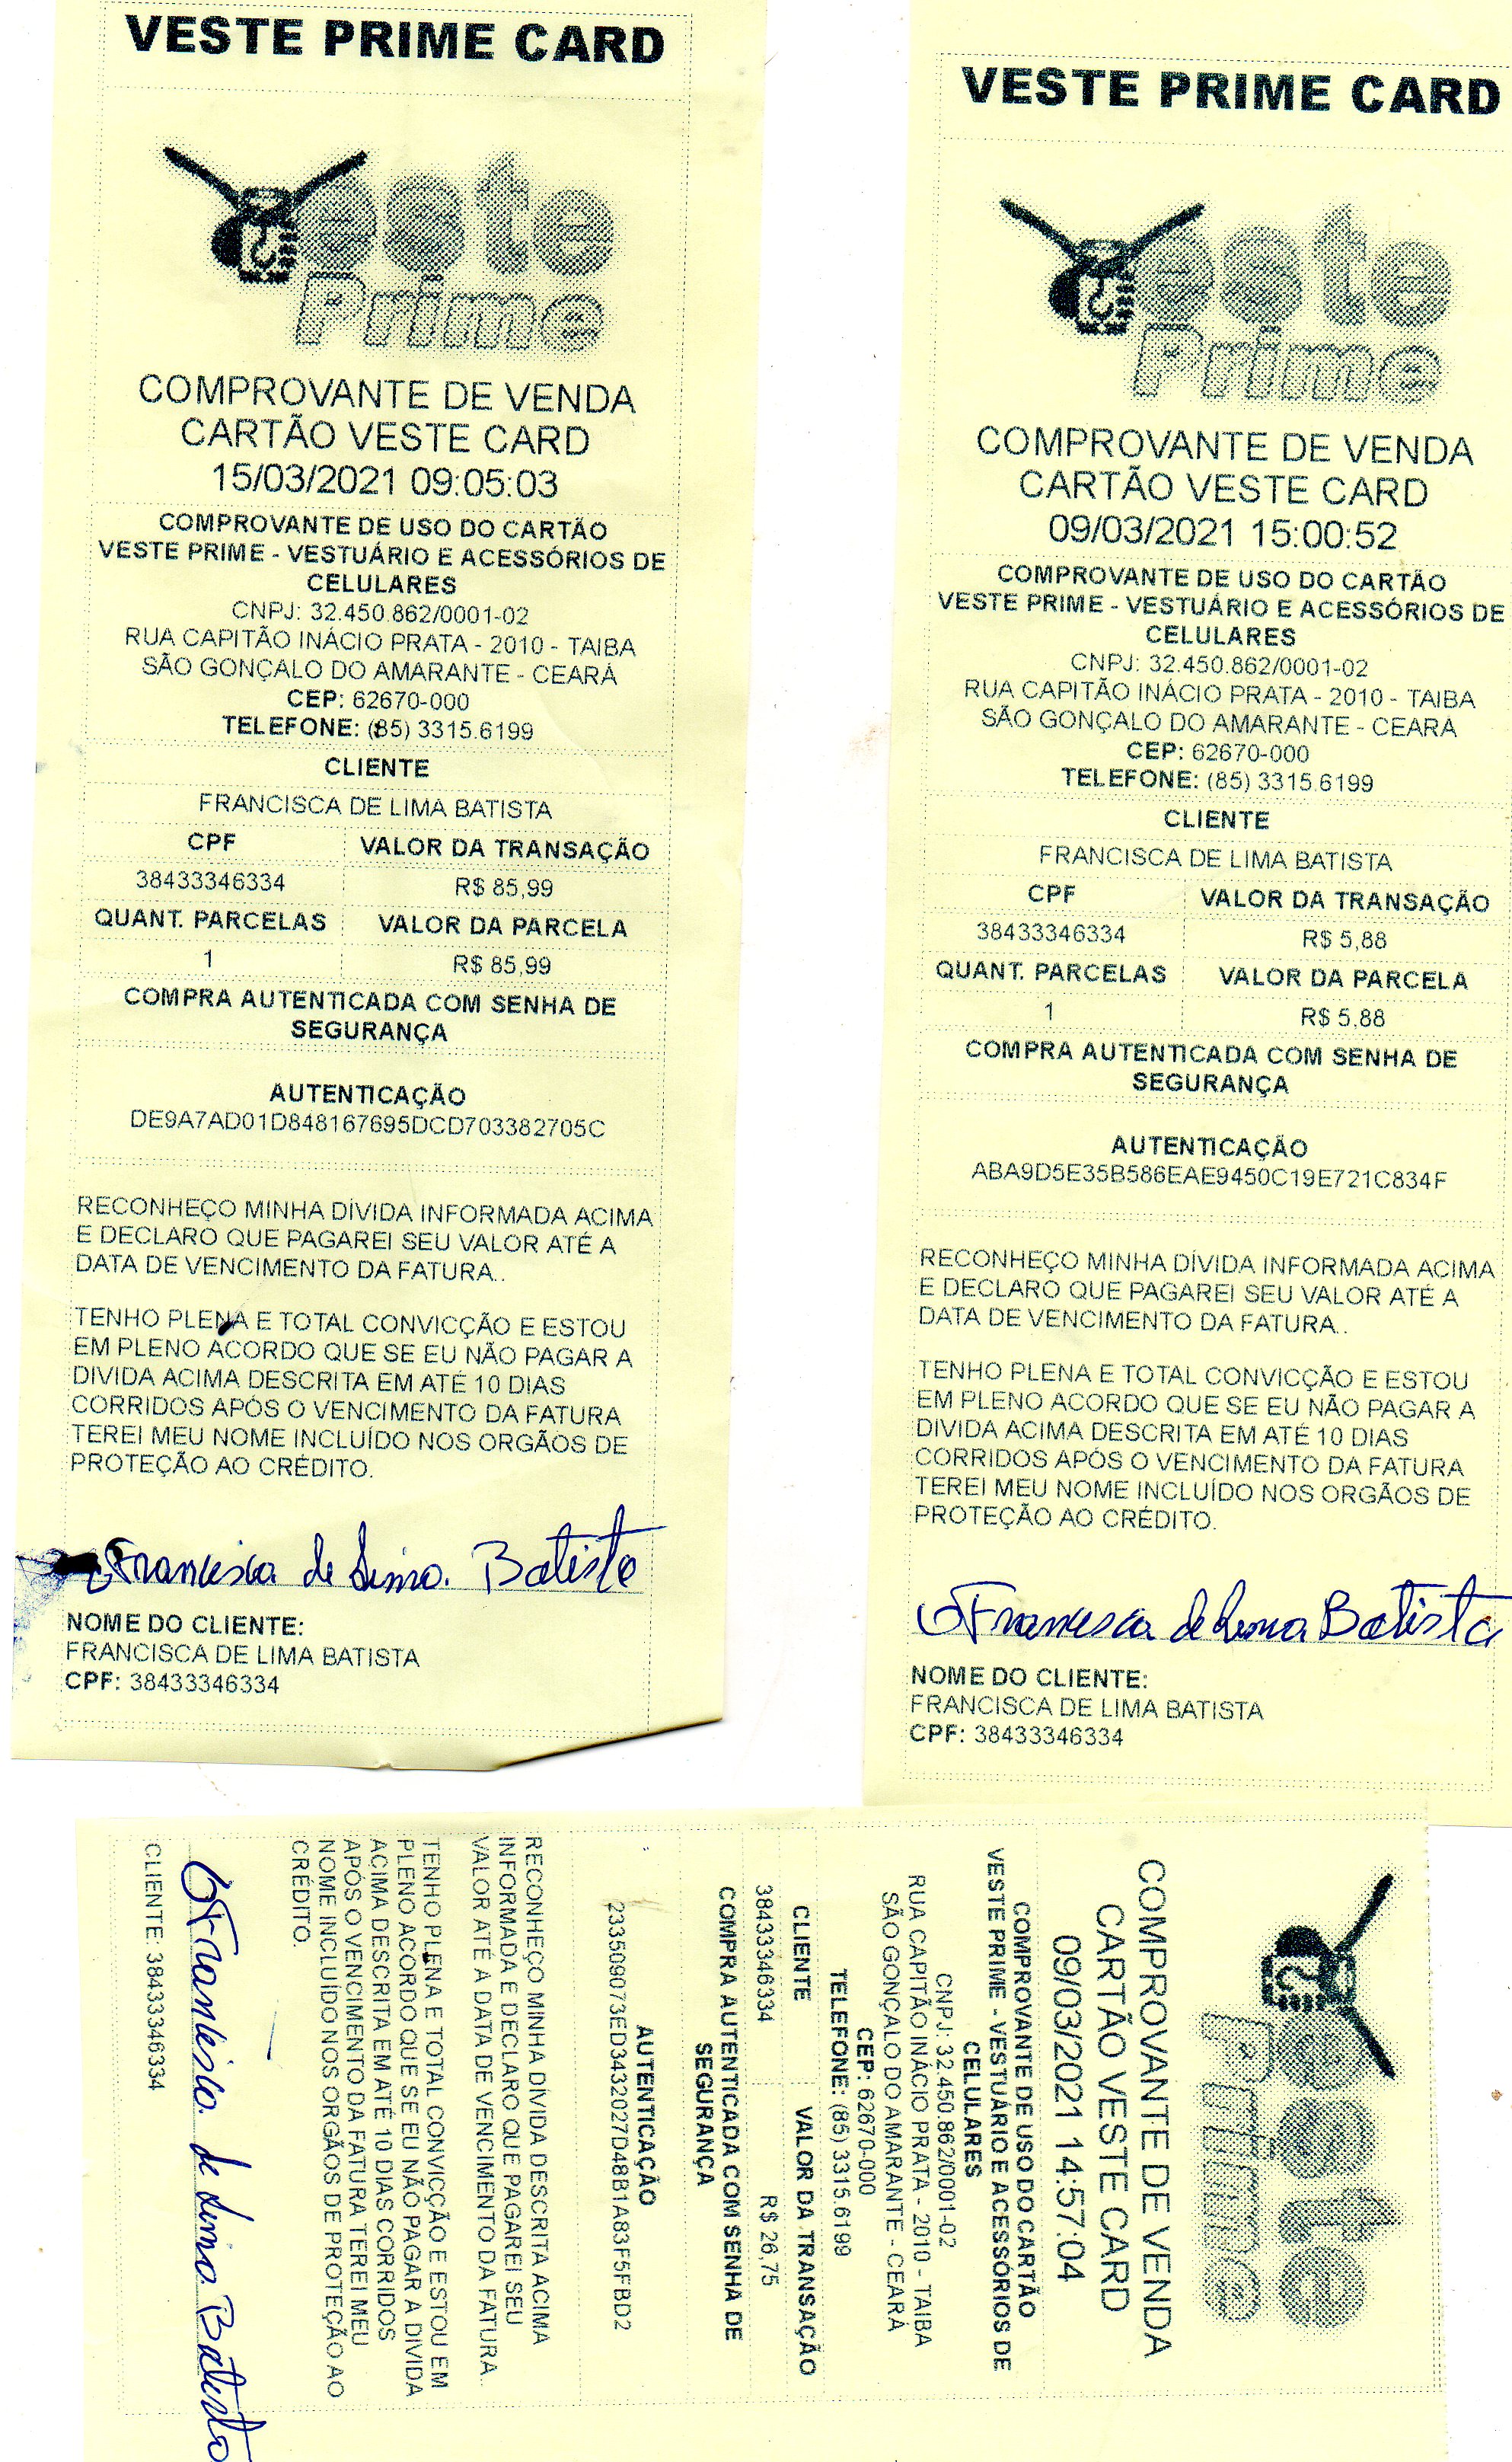 VESTE PRIME CARD
este
Prime
COMPROVANTE DE VENDA
CARTÃO VESTE CARD
15/03/2021 09:05:03
COMPROVANTE DE USO DO CARTÃO
VESTE PRIME - VESTUÁRIO E ACESSÓRIOS DE
CELULARES
CNPJ: 32.450.862/0001-02
RUA CAPITÃO INÁCIO PRATA - 2010 - TAIBA
SÃO GONÇALO DO AMARANTE - CEARÁ
CEP: 62670-000
TELEFONE: (85) 3315.6199
CLIENTE
FRANCISCA DE LIMA BATISTA
CPF VALOR DA TRANSAÇÃO
38433346334 R$ 85,99
QUANT. PARCELAS VALOR DA PARCELA
1 R$ 85,99
COMPRA AUTENTICADA COM SENHA DE
SEGURANÇA
AUTENTICAÇÃO
DE9A7AD01D848167695DCD703382705C
RECONHEÇO MINHA DÍVIDA INFORMADA ACIMA
E DECLARO QUE PAGAREI SEU VALOR ATÉ A
DATA DE VENCIMENTO DA FATURA..
TENHO PLENA E TOTAL CONVICÇÃO E ESTOU
EM PLENO ACORDO QUE SE EU NÃO PAGAR A
DIVIDA ACIMA DESCRITA EM ATÉ 10 DIAS
CORRIDOS APÓS O VENCIMENTO DA FATURA
TEREI MEU NOME INCLUÍDO NOS ORGÃOS DE
PROTEÇÃO AO CRÉDITO.
Francisca de Lima Batista
NOME DO CLIENTE:
FRANCISCA DE LIMA BATISTA
CPF: 38433346334
VESTE PRIME CARD
este
Prime
COMPROVANTE DE VENDA
CARTÃO VESTE CARD
09/03/2021 15:00:52
COMPROVANTE DE USO DO CARTÃO
VESTE PRIME - VESTUÁRIO E ACESSÓRIOS DE
CELULARES
CNPJ: 32.450.862/0001-02
RUA CAPITÃO INÁCIO PRATA - 2010 - TAIBA
SÃO GONÇALO DO AMARANTE - CEARÁ
CEP: 62670-000
TELEFONE: (85) 3315.6199
CLIENTE
FRANCISCA DE LIMA BATISTA
CPF VALOR DA TRANSAÇÃO
38433346334 R$ 5,88
QUANT. PARCELAS VALOR DA PARCELA
1 R$ 5,88
COMPRA AUTENTICADA COM SENHA DE
SEGURANÇA
AUTENTICAÇÃO
ABA9D5E35B586EAE9450C19E721C834F
RECONHEÇO MINHA DÍVIDA INFORMADA ACIMA
E DECLARO QUE PAGAREI SEU VALOR ATÉ A
DATA DE VENCIMENTO DA FATURA..
TENHO PLENA E TOTAL CONVICÇÃO E ESTOU
EM PLENO ACORDO QUE SE EU NÃO PAGAR A
DIVIDA ACIMA DESCRITA EM ATÉ 10 DIAS
CORRIDOS APÓS O VENCIMENTO DA FATURA
TEREI MEU NOME INCLUÍDO NOS ORGÃOS DE
PROTEÇÃO AO CRÉDITO.
Francisca de Lima Batista
NOME DO CLIENTE:
FRANCISCA DE LIMA BATISTA
CPF: 38433346334
este
Prime
COMPROVANTE DE VENDA
CARTÃO VESTE CARD
09/03/2021 14:57:04
COMPROVANTE DE USO DO CARTÃO
VESTE PRIME - VESTUÁRIO E ACESSÓRIOS DE
CELULARES
CNPJ: 32.450.862/0001-02
RUA CAPITÃO INÁCIO PRATA - 2010 - TAIBA
SÃO GONÇALO DO AMARANTE - CEARÁ
CEP: 62670-000
TELEFONE: (85) 3315.6199
CLIENTE VALOR DA TRANSAÇÃO
38433346334 R$ 26,75
COMPRA AUTENTICADA COM SENHA DE
SEGURANÇA
AUTENTICAÇÃO
233509073ED3432027D48B1A83F5FBD2
RECONHEÇO MINHA DÍVIDA DESCRITA ACIMA
INFORMADA E DECLARO QUE PAGAREI SEU
VALOR ATÉ A DATA DE VENCIMENTO DA FATURA..
TENHO PLENA E TOTAL CONVICÇÃO E ESTOU EM
PLENO ACORDO QUE SE EU NÃO PAGAR A DIVIDA
ACIMA DESCRITA EM ATÉ 10 DIAS CORRIDOS
APÓS O VENCIMENTO DA FATURA TEREI MEU
NOME INCLUÍDO NOS ORGÃOS DE PROTEÇÃO AO
CRÉDITO.
Francisca de Lima Batista
CLIENTE: 38433346334